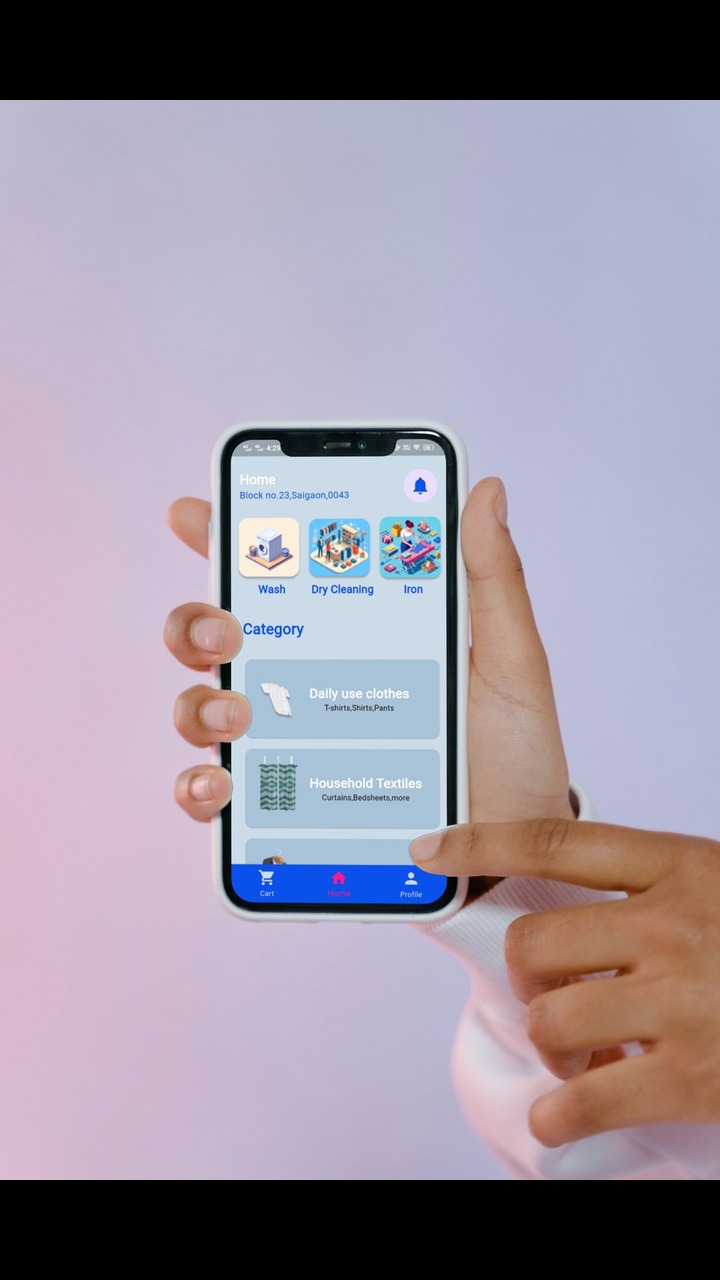 4:29
Home
Block no.23,Saigaon,0043
Wash Dry Cleaning Iron
Category
Daily use clothes
T-shirts,Shirts,Pants
Household Textiles
Curtains,Bedsheets,more
Cart Home Profile